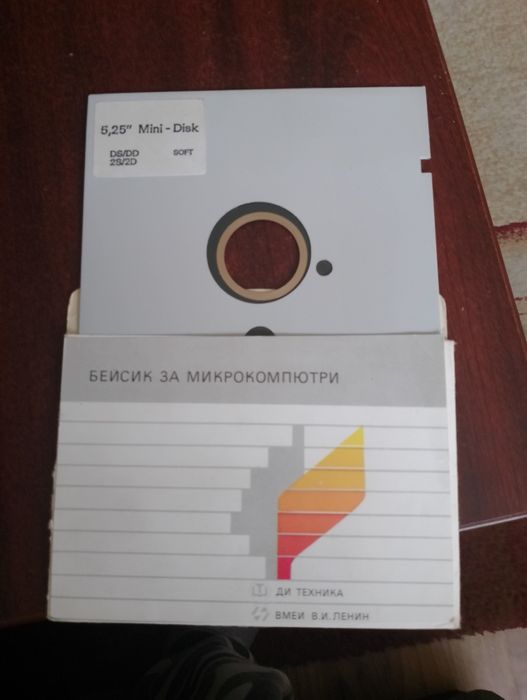 5,25" Mini-Disk
DS/DD SOFT
2S/2D
БЕЙСИК ЗА МИКРОКОМПЮТРИ
ДИ ТЕХНИКА
ВМЕИ В.И.ЛЕНИН